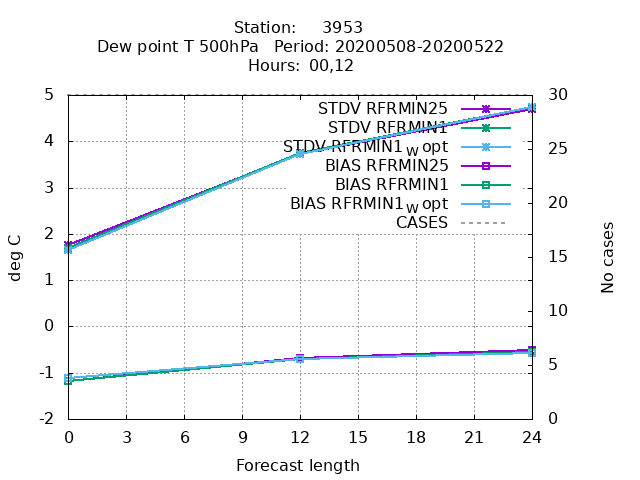 Station: 3953
Dew point T 500hPa Period: 20200508-20200522
Hours: 00,12
5
4
3
2
1
0
-1
-2
deg C
30
25
20
15
10
5
0
No cases
STDV RFRMIN25
STDV RFRMIN1
STDV RFRMIN1_W opt
BIAS RFRMIN25
BIAS RFRMIN1
BIAS RFRMIN1_W opt
CASES
0 3 6 9 12 15 18 21 24
Forecast length